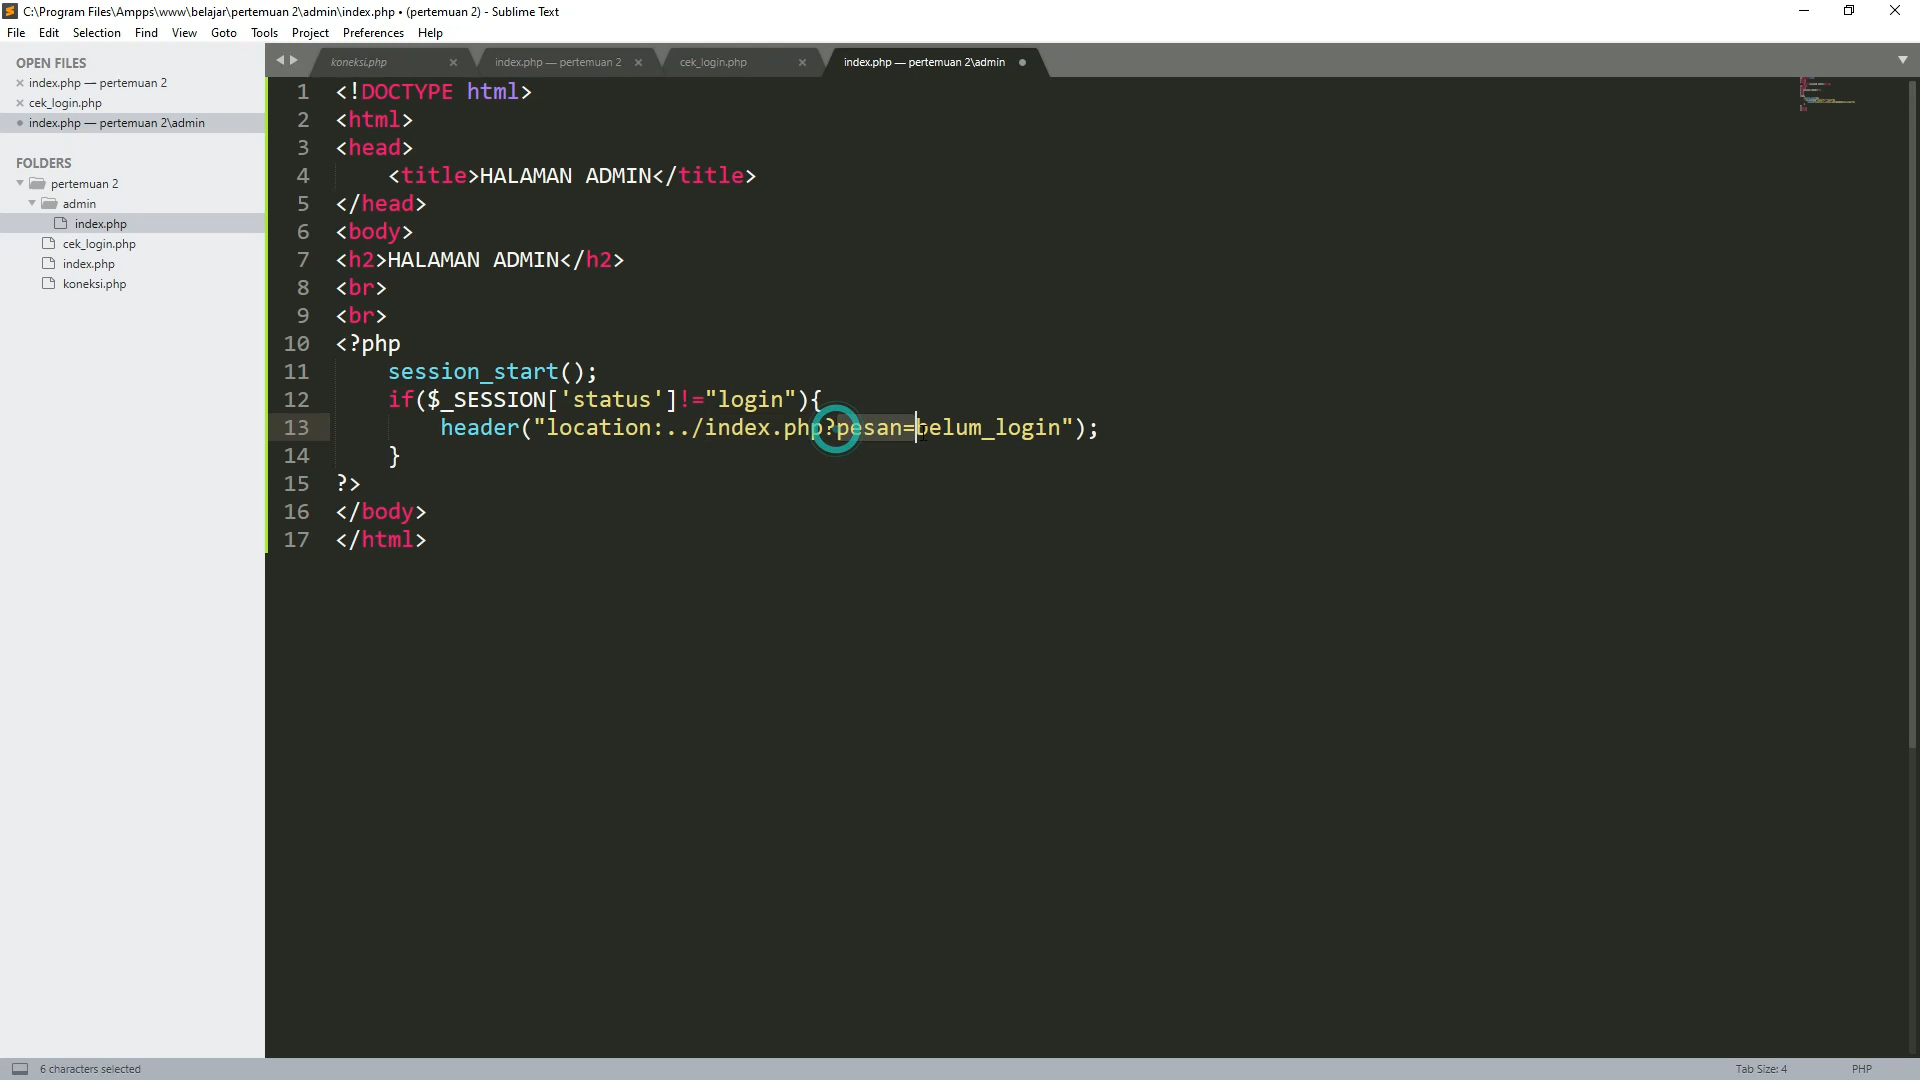 C:\Program Files\Ampps\www\belajar\pertemuan 2\admin\index.php • (pertemuan 2) - Sublime Text
File Edit Selection Find View Goto Tools Project Preferences Help
OPEN FILES
index.php — pertemuan 2
cek_login.php
index.php — pertemuan 2\admin
FOLDERS
pertemuan 2
admin
index.php
cek_login.php
index.php
koneksi.php
koneksi.php
index.php — pertemuan 2
cek_login.php
index.php — pertemuan 2\admin
1 <!DOCTYPE html>
2 <html>
3 <head>
4 <title>HALAMAN ADMIN</title>
5 </head>
6 <body>
7 <h2>HALAMAN ADMIN</h2>
8 <br>
9 <br>
10 <?php
11 session_start();
12 if($_SESSION['status']!="login"){
13 header("location:../index.php?pesan=belum_login");
14 }
15 ?>
16 </body>
17 </html>
6 characters selected
Tab Size: 4
PHP